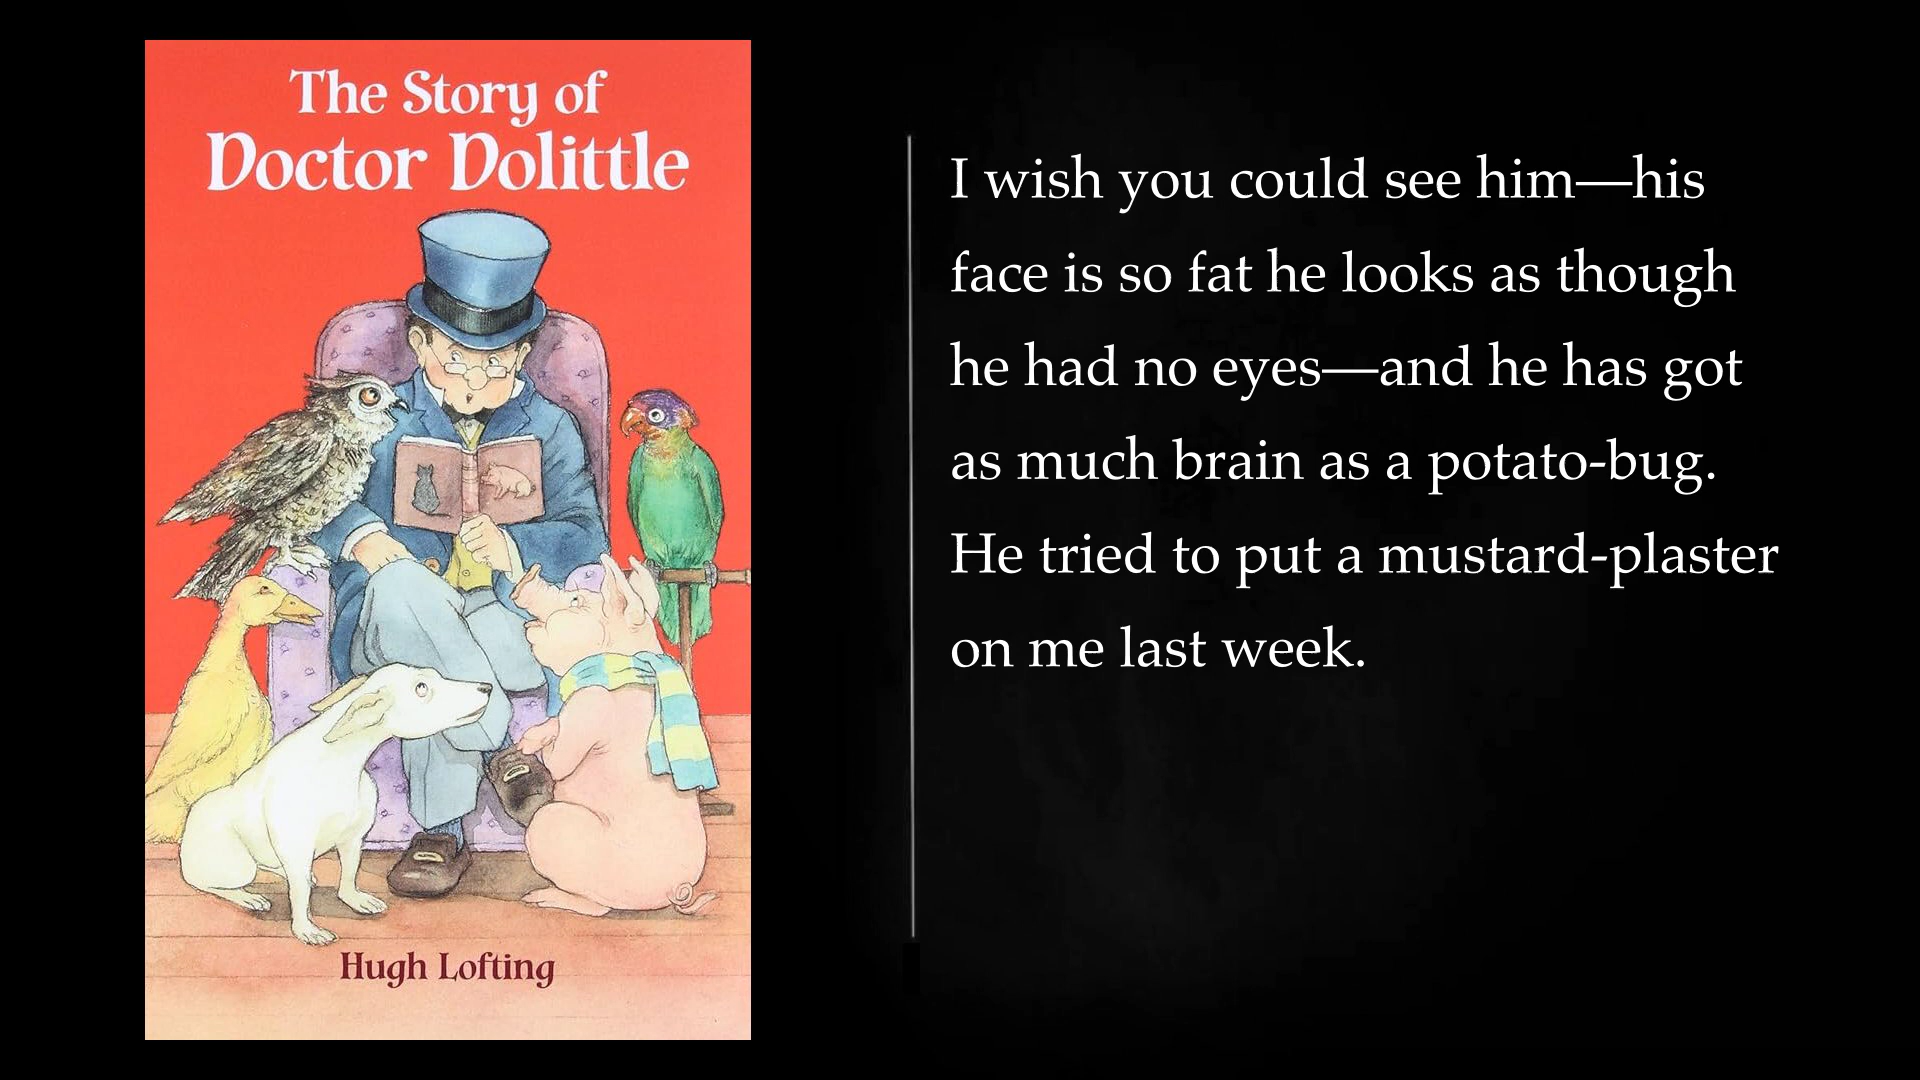 The Story of
Doctor Dolittle
Hugh Lofting
I wish you could see him—his
face is so fat he looks as though
he had no eyes—and he has got
as much brain as a potato-bug.
He tried to put a mustard-plaster
on me last week.